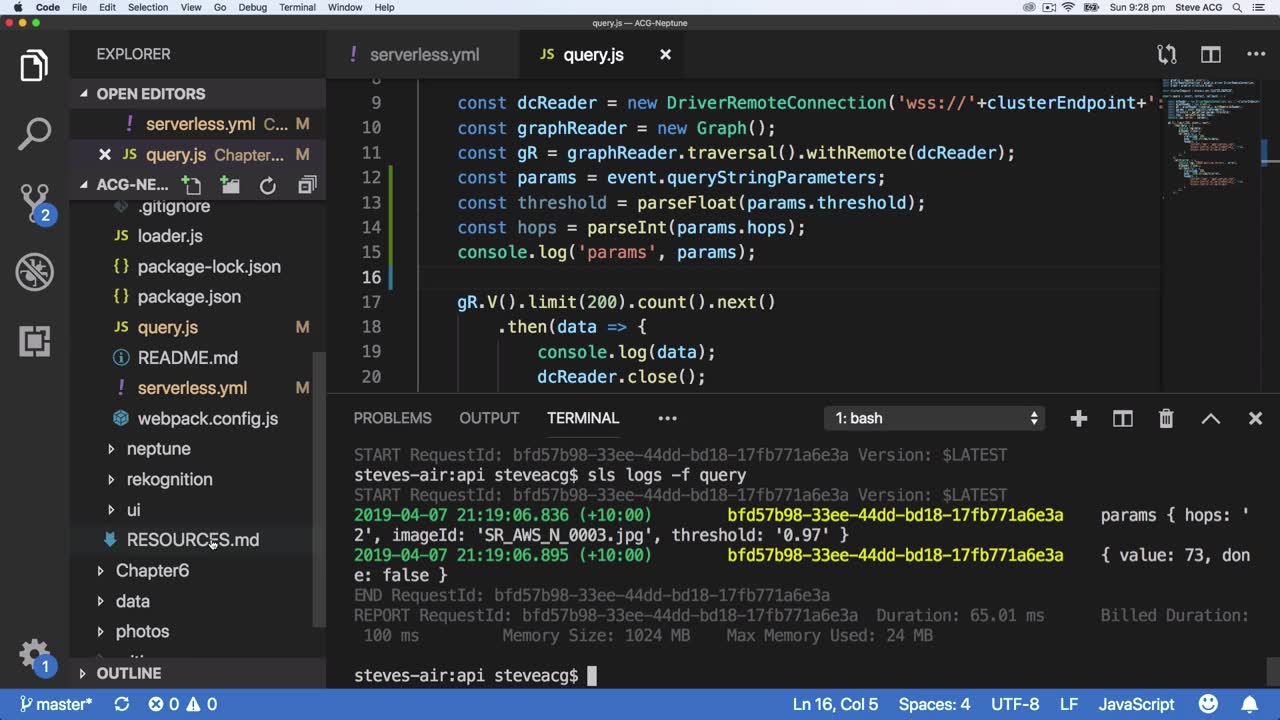 Code File Edit Selection View Go Debug Terminal Window Help Sun 9:28 pm Steve ACG
query.js — ACG-Neptune
EXPLORER
OPEN EDITORS
! serverless.yml C... M
JS query.js Chapter... M
ACG-NE...
.gitignore
JS loader.js
{} package-lock.json
{} package.json
JS query.js M
README.md
! serverless.yml M
webpack.config.js
neptune
rekognition
ui
RESOURCES.md
Chapter6
data
photos
OUTLINE
2
1
! serverless.yml
JS query.js
8
9 const dcReader = new DriverRemoteConnection('wss://'+clusterEndpoint+':
10 const graphReader = new Graph();
11 const gR = graphReader.traversal().withRemote(dcReader);
12 const params = event.queryStringParameters;
13 const threshold = parseFloat(params.threshold);
14 const hops = parseInt(params.hops);
15 console.log('params', params);
16
17 gR.V().limit(200).count().next()
18 .then(data => {
19 console.log(data);
20 dcReader.close();
PROBLEMS OUTPUT TERMINAL ... 1: bash
START RequestId: bfd57b98-33ee-44dd-bd18-17fb771a6e3a Version: $LATEST
steves-air:api steveacg$ sls logs -f query
START RequestId: bfd57b98-33ee-44dd-bd18-17fb771a6e3a Version: $LATEST
2019-04-07 21:19:06.836 (+10:00) bfd57b98-33ee-44dd-bd18-17fb771a6e3a params { hops: '
2', imageId: 'SR_AWS_N_0003.jpg', threshold: '0.97' }
2019-04-07 21:19:06.895 (+10:00) bfd57b98-33ee-44dd-bd18-17fb771a6e3a { value: 73, don
e: false }
END RequestId: bfd57b98-33ee-44dd-bd18-17fb771a6e3a
REPORT RequestId: bfd57b98-33ee-44dd-bd18-17fb771a6e3a Duration: 65.01 ms Billed Duration:
100 ms Memory Size: 1024 MB Max Memory Used: 24 MB
steves-air:api steveacg$
master* 0 0 Ln 16, Col 5 Spaces: 4 UTF-8 LF JavaScript